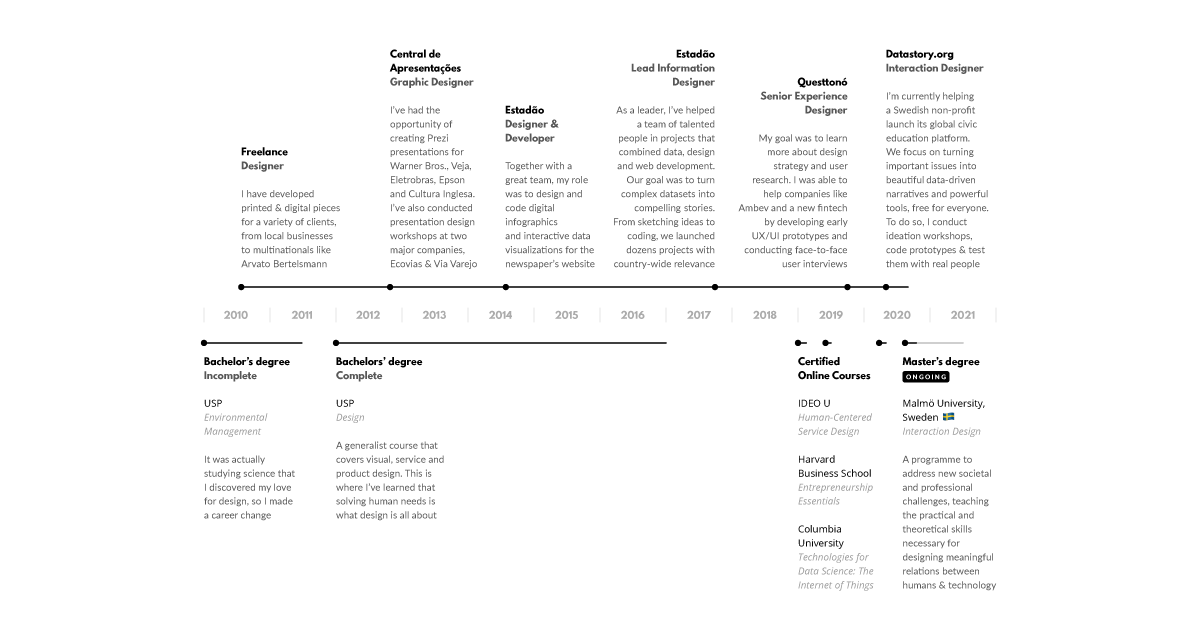 Freelance
Designer
I have developed
printed & digital pieces
for a variety of clients,
from local businesses
to multinationals like
Arvato Bertelsmann
Central de
Apresentações
Graphic Designer
I've had the
opportunity of
creating Prezi
presentations for
Warner Bros., Veja,
Eletrobras, Epson
and Cultura Inglesa.
I've also conducted
presentation design
workshops at two
major companies,
Ecovias & Via Varejo
Estadão
Designer &
Developer
Together with a
great team, my role
was to design and
code digital
infographics
and interactive data
visualizations for the
newspaper's website
Estadão
Lead Information
Designer
As a leader, I've helped
a team of talented
people in projects that
combined data, design
and web development.
Our goal was to turn
complex datasets into
compelling stories.
From sketching ideas to
coding, we launched
dozens projects with
country-wide relevance
Questtonó
Senior Experience
Designer
My goal was to learn
more about design
strategy and user
research. I was able to
help companies like
Ambev and a new fintech
by developing early
UX/UI prototypes and
conducting face-to-face
user interviews
Datastory.org
Interaction Designer
I'm currently helping
a Swedish non-profit
launch its global civic
education platform.
We focus on turning
important issues into
beautiful data-driven
narratives and powerful
tools, free for everyone.
To do so, I conduct
ideation workshops,
code prototypes & test
them with real people
2010 2011 2012 2013 2014 2015 2016 2017 2018 2019 2020 2021
Bachelor's degree
Incomplete
USP
Environmental
Management
It was actually
studying science that
I discovered my love
for design, so I made
a career change
Bachelors' degree
Complete
USP
Design
A generalist course that
covers visual, service and
product design. This is
where I've learned that
solving human needs is
what design is all about
Certified
Online Courses
IDEO U
Human-Centered
Service Design
Harvard
Business School
Entrepreneurship
Essentials
Columbia
University
Technologies for
Data Science: The
Internet of Things
Master's degree
ONGOING
Malmö University,
Sweden 🇸🇪
Interaction Design
A programme to
address new societal
and professional
challenges, teaching
the practical and
theoretical skills
necessary for
designing meaningful
relations between
humans & technology